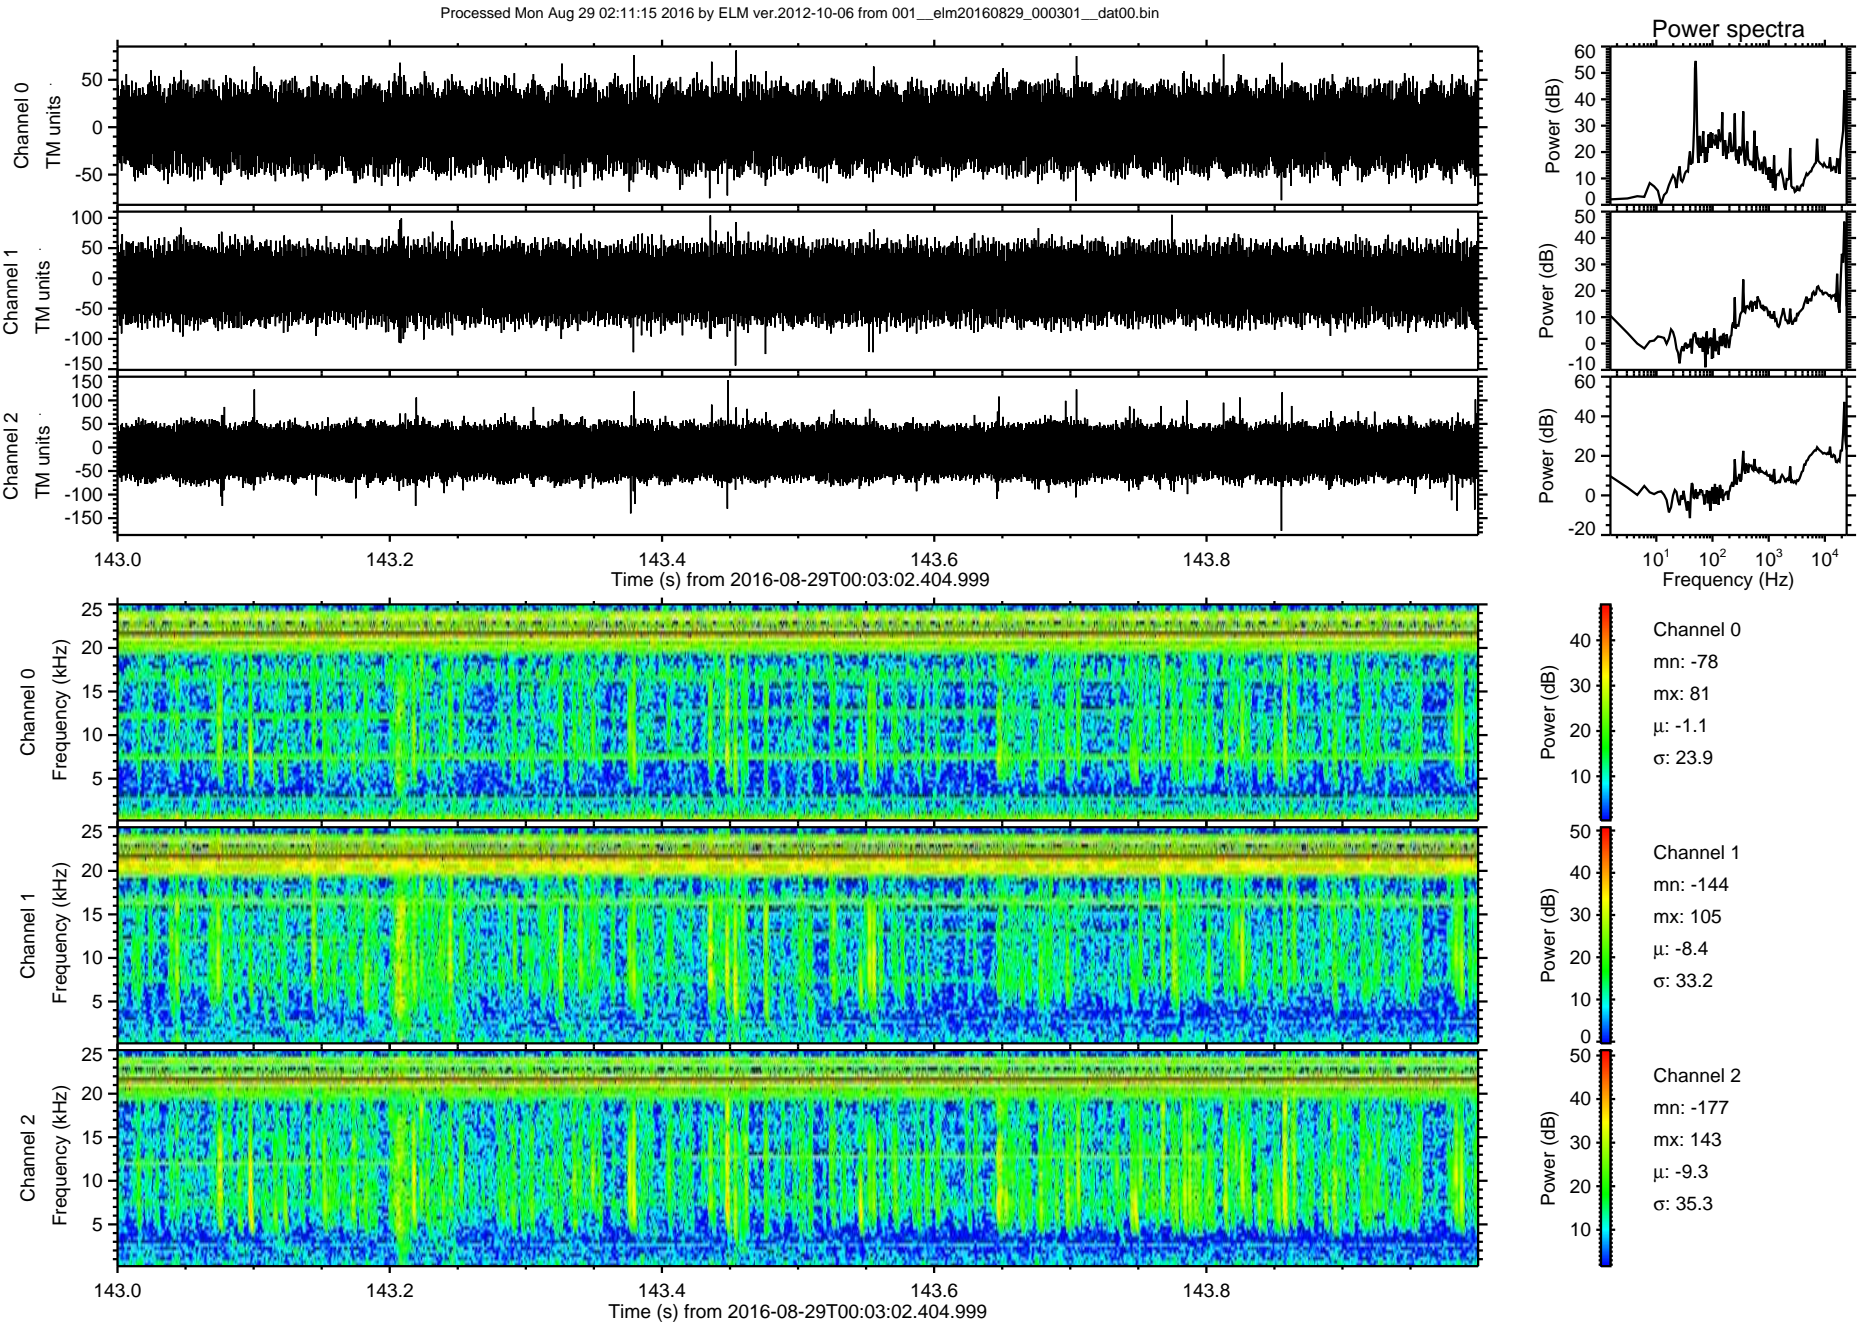 Processed Mon Aug 29 02:11:15 2016 by ELM ver.2012-10-06 from 001__elm20160829_000301__dat00.bin
Power spectra
Channel 0
TM units
50
0
-50
Power (dB)
60
50
40
30
20
10
0
Channel 1
TM units
100
50
0
-50
-100
-150
Power (dB)
50
40
30
20
10
0
-10
Channel 2
TM units
150
100
50
0
-50
-100
-150
Power (dB)
60
40
20
0
-20
143.0 143.2 143.4 143.6 143.8
Time (s) from 2016-08-29T00:03:02.404.999
10¹ 10² 10³ 10⁴
Frequency (Hz)
Channel 0
Frequency (kHz)
25
20
15
10
5
Power (dB)
40
30
20
10
Channel 0
mn: -78
mx: 81
μ: -1.1
σ: 23.9
Channel 1
Frequency (kHz)
25
20
15
10
5
Power (dB)
50
40
30
20
10
0
Channel 1
mn: -144
mx: 105
μ: -8.4
σ: 33.2
Channel 2
Frequency (kHz)
25
20
15
10
5
Power (dB)
50
40
30
20
10
Channel 2
mn: -177
mx: 143
μ: -9.3
σ: 35.3
143.0 143.2 143.4 143.6 143.8
Time (s) from 2016-08-29T00:03:02.404.999